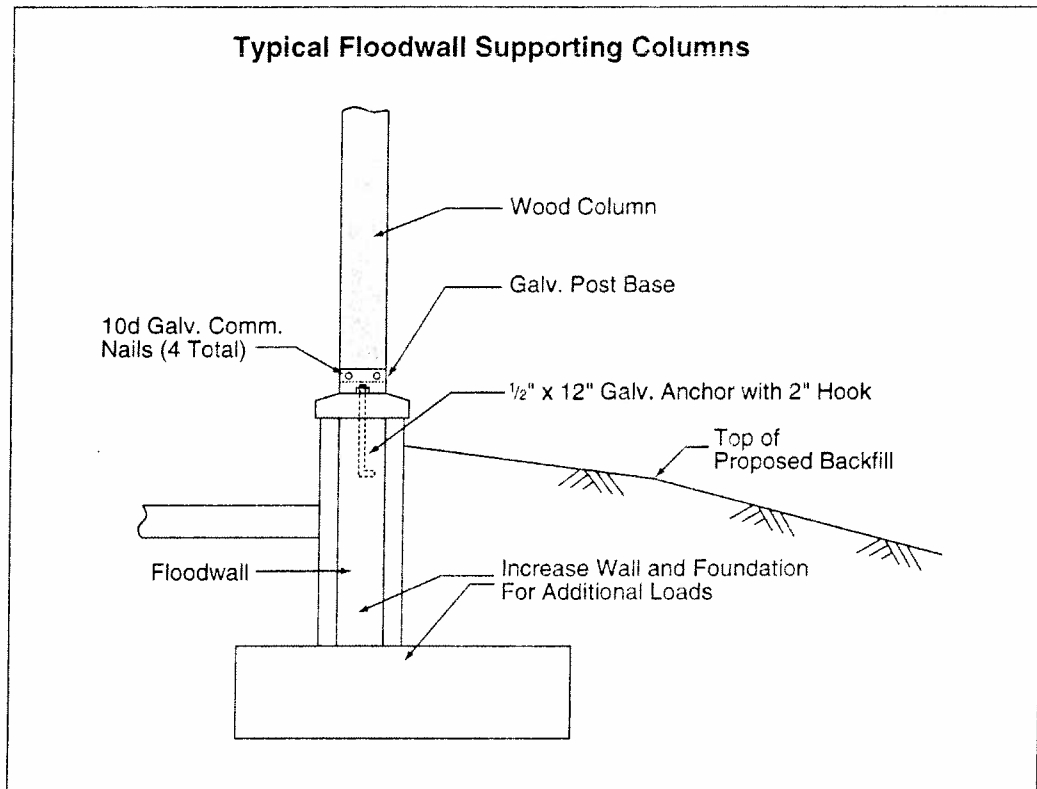 Typical Floodwall Supporting Columns
Wood Column
Galv. Post Base
10d Galv. Comm.
Nails (4 Total)
1/2" x 12" Galv. Anchor with 2" Hook
Top of
Proposed Backfill
Floodwall
Increase Wall and Foundation
For Additional Loads